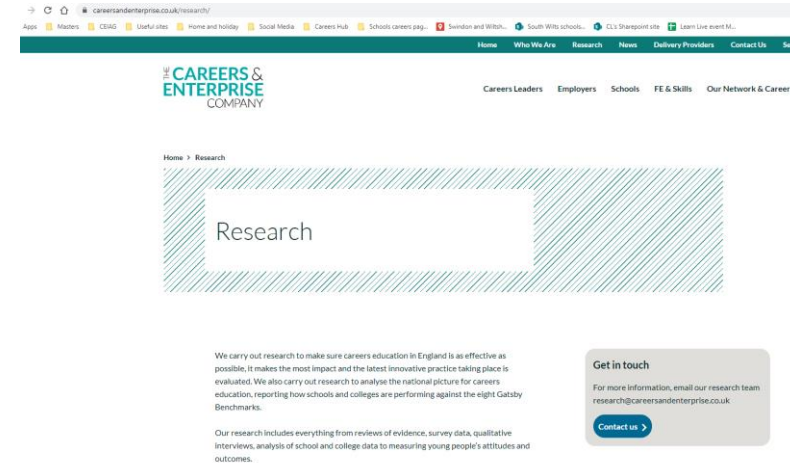 careersandenterprise.co.uk/research/
Apps Masters CEIAG Useful sites Home and holiday Social Media Careers Hub Schools careers pag... Swindon and Wiltsh... South Wilts schools... CL's Sharepoint site Learn Live event M...
Home Who We Are Research News Delivery Providers Contact Us Se
THE CAREERS &
ENTERPRISE
COMPANY
Careers Leaders Employers Schools FE & Skills Our Network & Career
Home > Research
Research
We carry out research to make sure careers education in England is as effective as
possible, it makes the most impact and the latest innovative practice taking place is
evaluated. We also carry out research to analyse the national picture for careers
education, reporting how schools and colleges are performing against the eight Gatsby
Benchmarks.
Our research includes everything from reviews of evidence, survey data, qualitative
interviews, analysis of school and college data to measuring young people's attitudes and
outcomes.
Get in touch
For more information, email our research team
research@careersandenterprise.co.uk
Contact us >